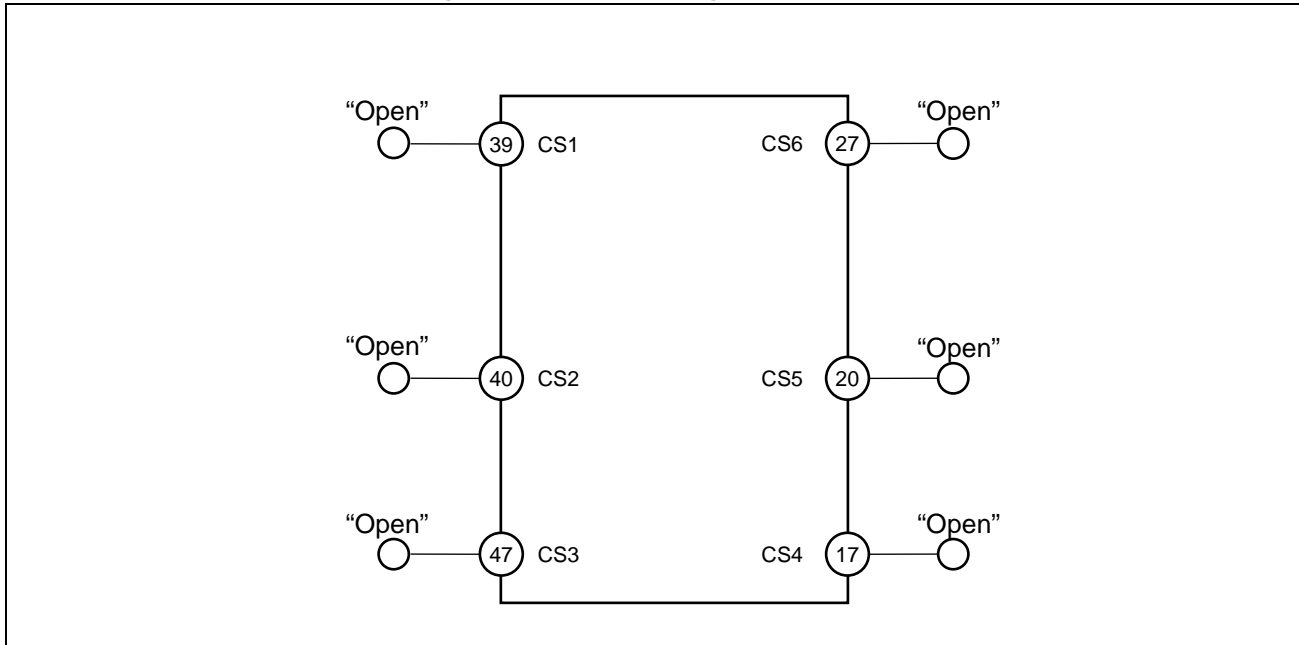 “Open” “Open”
39 CS1 CS6 27
“Open” “Open”
40 CS2 CS5 20
“Open” “Open”
47 CS3 CS4 17